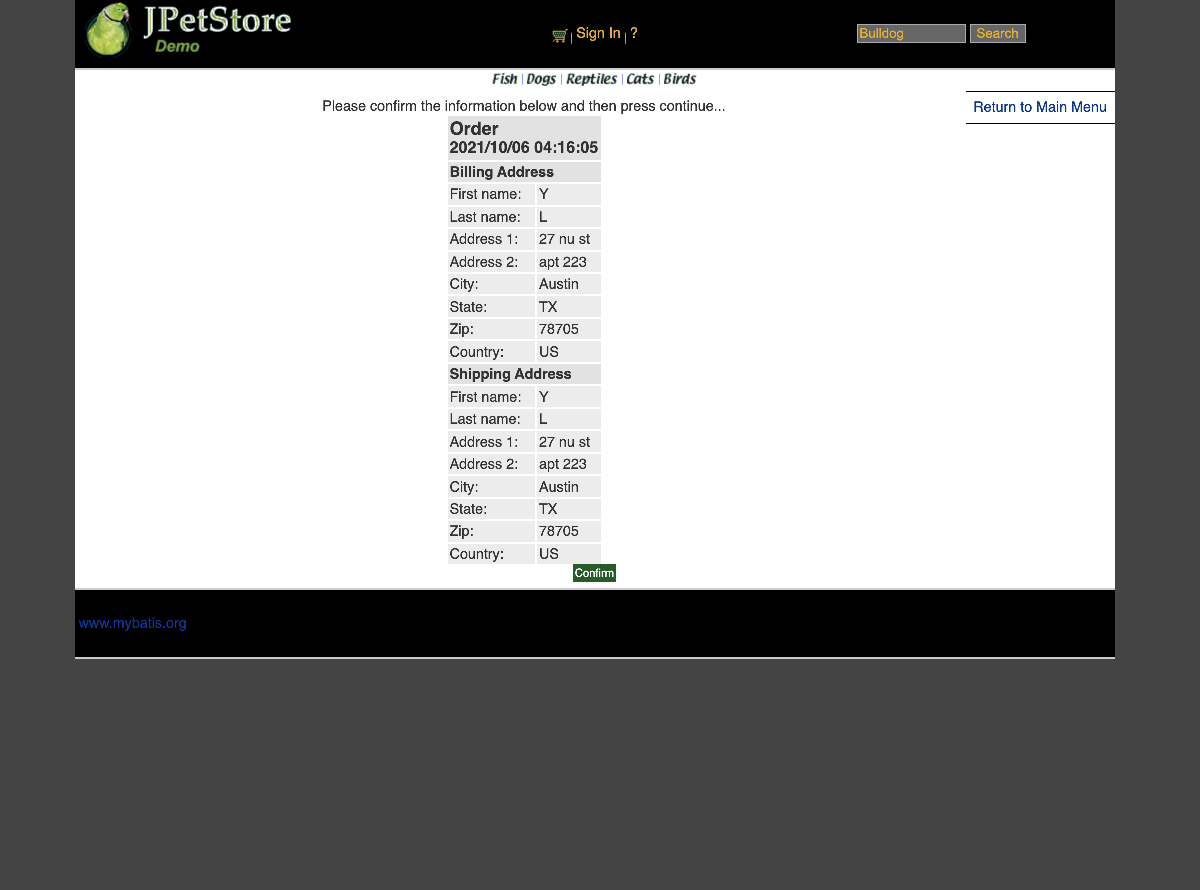 JPetStore
Demo
Sign In | ?
Bulldog Search
Fish | Dogs | Reptiles | Cats | Birds
Return to Main Menu
Please confirm the information below and then press continue...
Order
2021/10/06 04:16:05
Billing Address
First name: Y
Last name: L
Address 1: 27 nu st
Address 2: apt 223
City: Austin
State: TX
Zip: 78705
Country: US
Shipping Address
First name: Y
Last name: L
Address 1: 27 nu st
Address 2: apt 223
City: Austin
State: TX
Zip: 78705
Country: US
Confirm
www.mybatis.org